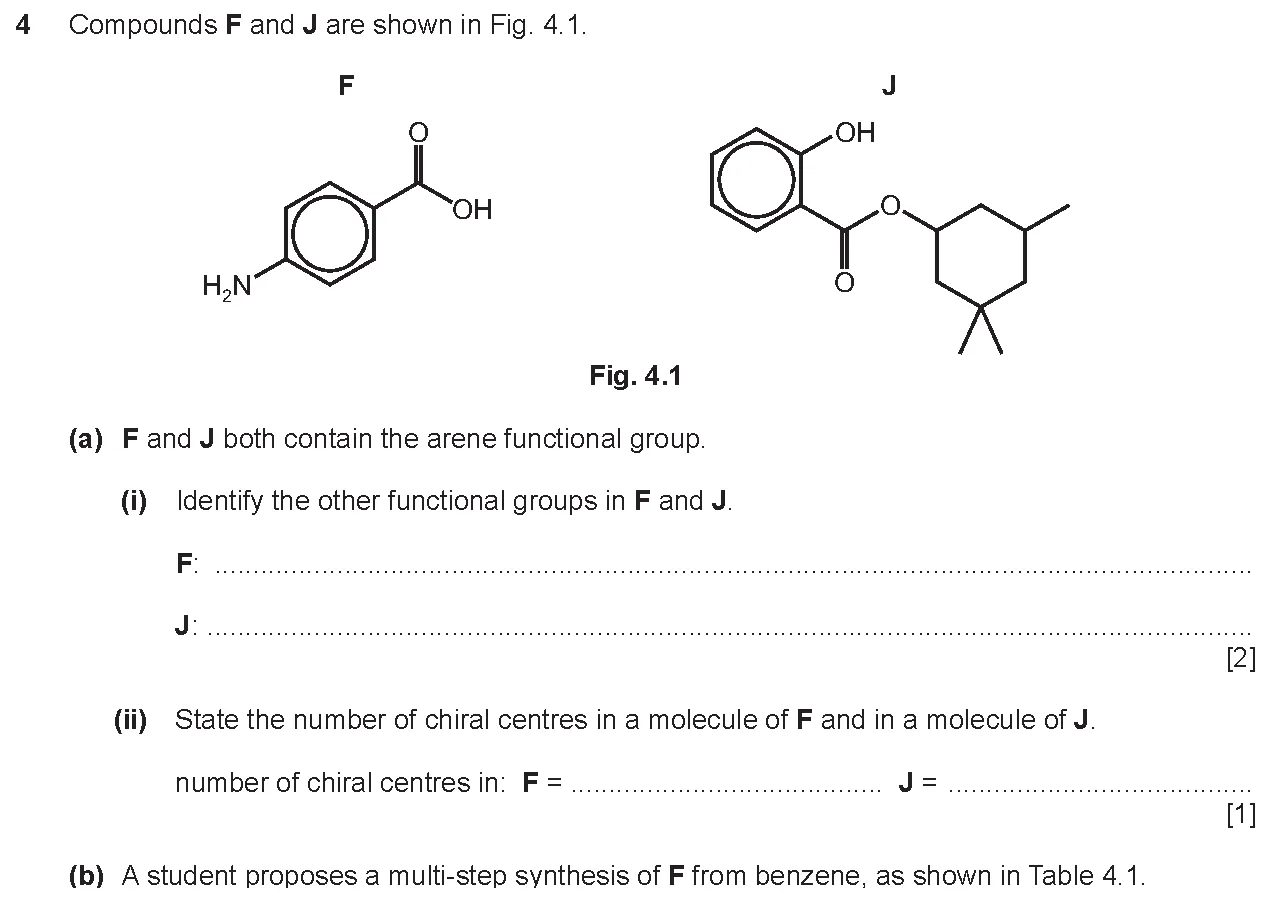 4 Compounds F and J are shown in Fig. 4.1.
F J
O
OH
H2N
OH
O
O
Fig. 4.1
(a) F and J both contain the arene functional group.
(i) Identify the other functional groups in F and J.
F: ..........................................................................................................................................
J: ..........................................................................................................................................
[2]
(ii) State the number of chiral centres in a molecule of F and in a molecule of J.
number of chiral centres in: F = ......................................... J = ........................................
[1]
(b) A student proposes a multi-step synthesis of F from benzene, as shown in Table 4.1.